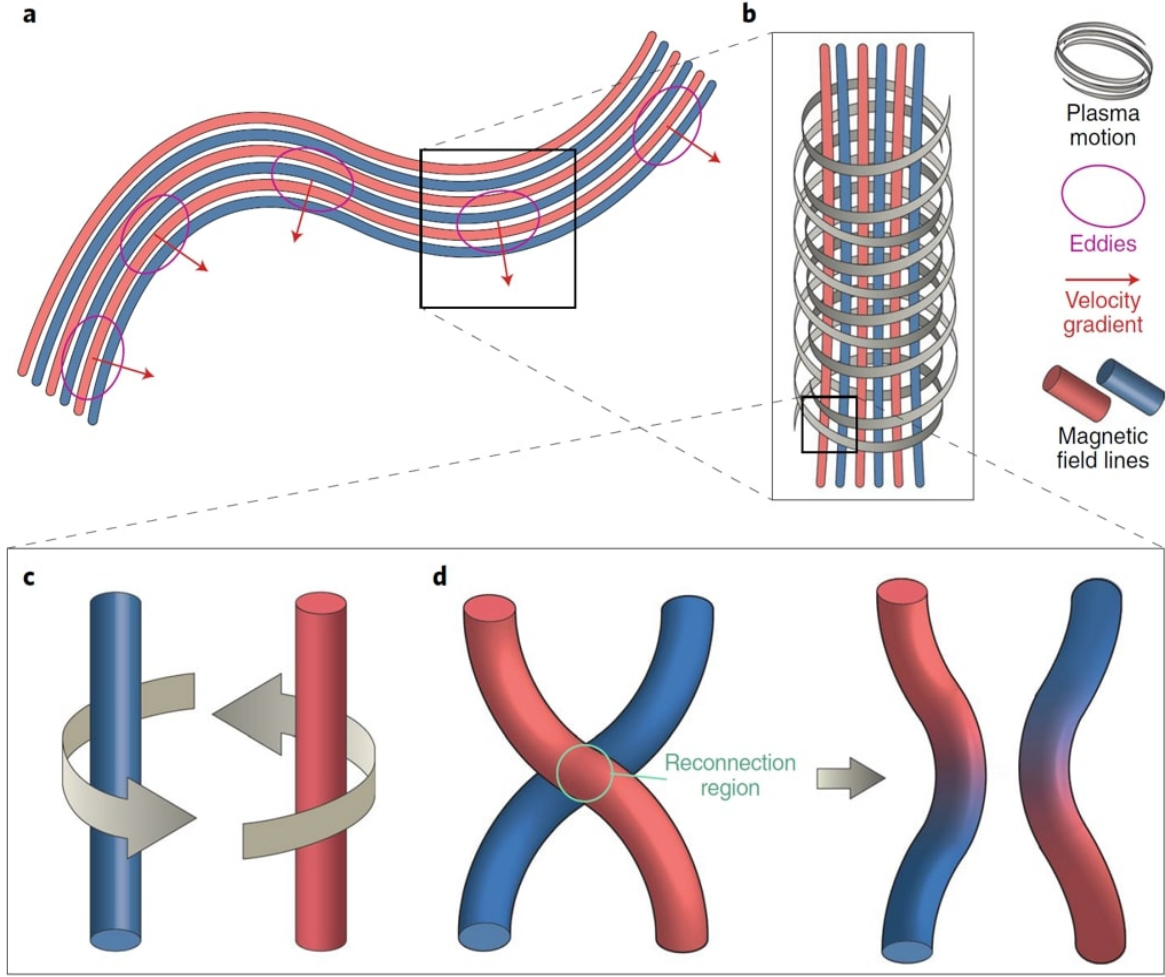 a
b
Plasma
motion
Eddies
Velocity
gradient
Magnetic
field lines
c
d
Reconnection
region